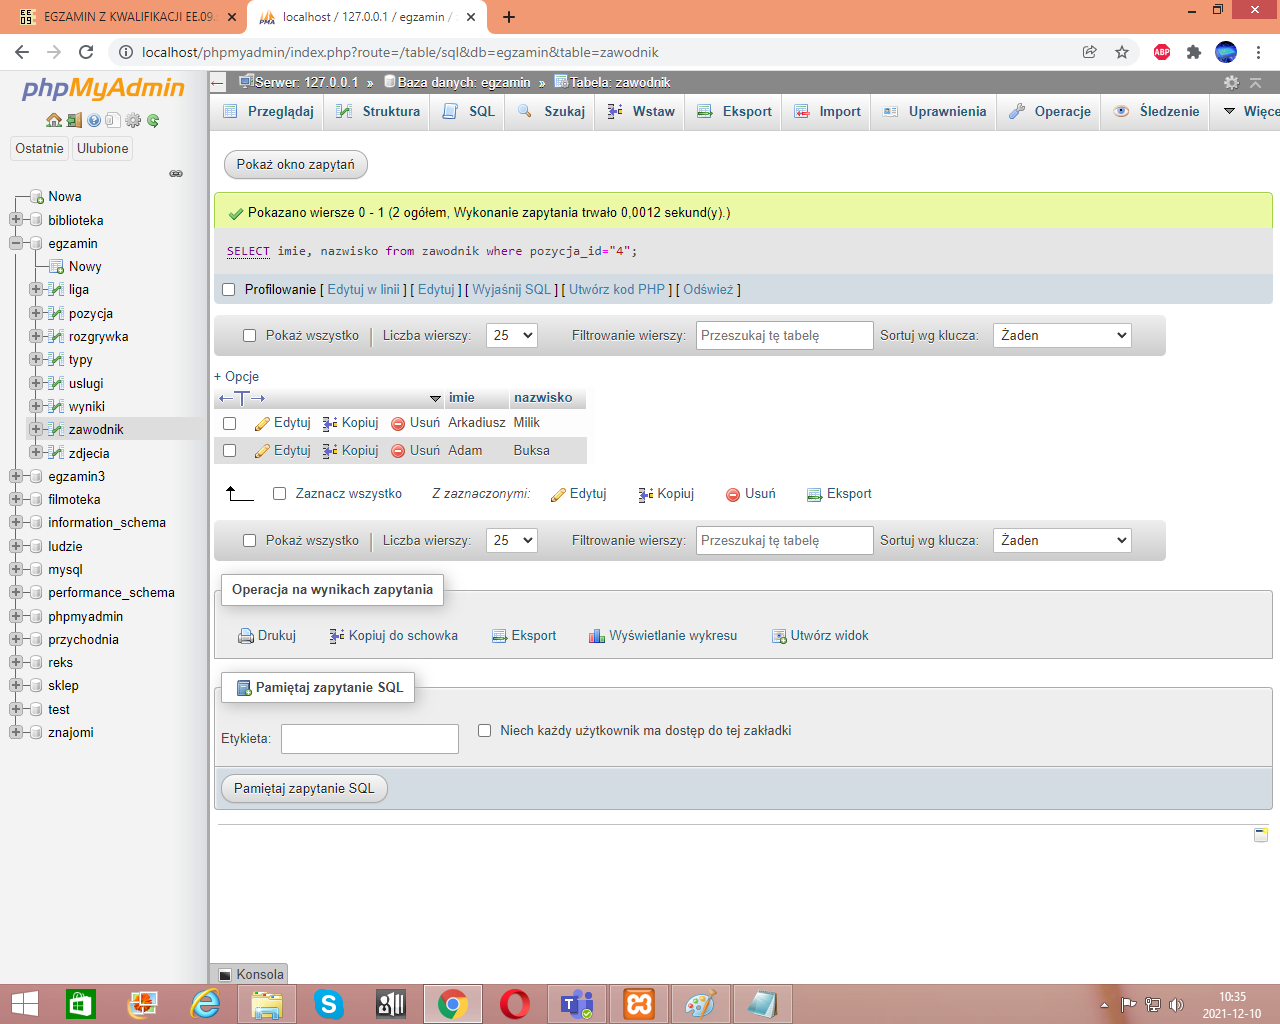 EGZAMIN Z KWALIFIKACJI EE.09
localhost / 127.0.0.1 / egzamin /
localhost/phpmyadmin/index.php?route=/table/sql&db=egzamin&table=zawodnik
phpMyAdmin
Ostatnie
Ulubione
Nowa
biblioteka
egzamin
Nowy
liga
pozycja
rozgrywka
typy
uslugi
wyniki
zawodnik
zdjecia
egzamin3
filmoteka
information_schema
ludzie
mysql
performance_schema
phpmyadmin
przychodnia
reks
sklep
test
znajomi
Serwer: 127.0.0.1 » Baza danych: egzamin » Tabela: zawodnik
Przeglądaj Struktura SQL Szukaj Wstaw Eksport Import Uprawnienia Operacje Śledzenie Więcej
Pokaż okno zapytań
Pokazano wiersze 0 - 1 (2 ogółem, Wykonanie zapytania trwało 0,0012 sekund(y).)
SELECT imie, nazwisko from zawodnik where pozycja_id="4";
Profilowanie [ Edytuj w linii ] [ Edytuj ] [ Wyjaśnij SQL ] [ Utwórz kod PHP ] [ Odśwież ]
Pokaż wszystko | Liczba wierszy: 25 Filtrowanie wierszy: Przeszukaj tę tabelę Sortuj wg klucza: Żaden
+ Opcje
←T→ imie nazwisko
Edytuj Kopiuj Usuń Arkadiusz Milik
Edytuj Kopiuj Usuń Adam Buksa
Zaznacz wszystko Z zaznaczonymi: Edytuj Kopiuj Usuń Eksport
Pokaż wszystko | Liczba wierszy: 25 Filtrowanie wierszy: Przeszukaj tę tabelę Sortuj wg klucza: Żaden
Operacja na wynikach zapytania
Drukuj Kopiuj do schowka Eksport Wyświetlanie wykresu Utwórz widok
Pamiętaj zapytanie SQL
Etykieta: Niech każdy użytkownik ma dostęp do tej zakładki
Pamiętaj zapytanie SQL
Konsola
10:35
2021-12-10